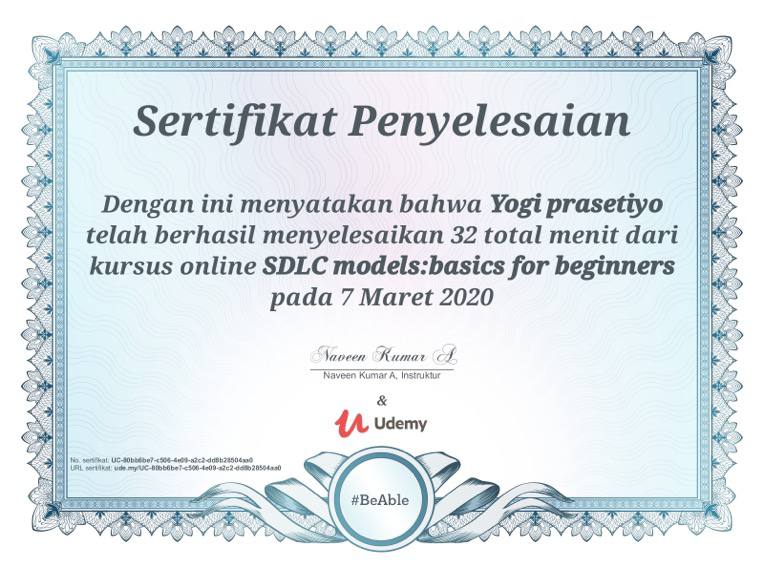 Sertifikat Penyelesaian
Dengan ini menyatakan bahwa Yogi prasetiyo
telah berhasil menyelesaikan 32 total menit dari
kursus online SDLC models:basics for beginners
pada 7 Maret 2020
Naveen Kumar A
Naveen Kumar A, Instruktur
&
Udemy
No. sertifikat: UC-80bb6be7-c506-4e09-a2c2-dd8b28504aa0
URL sertifikat: ude.my/UC-80bb6be7-c506-4e09-a2c2-dd8b28504aa0
#BeAble